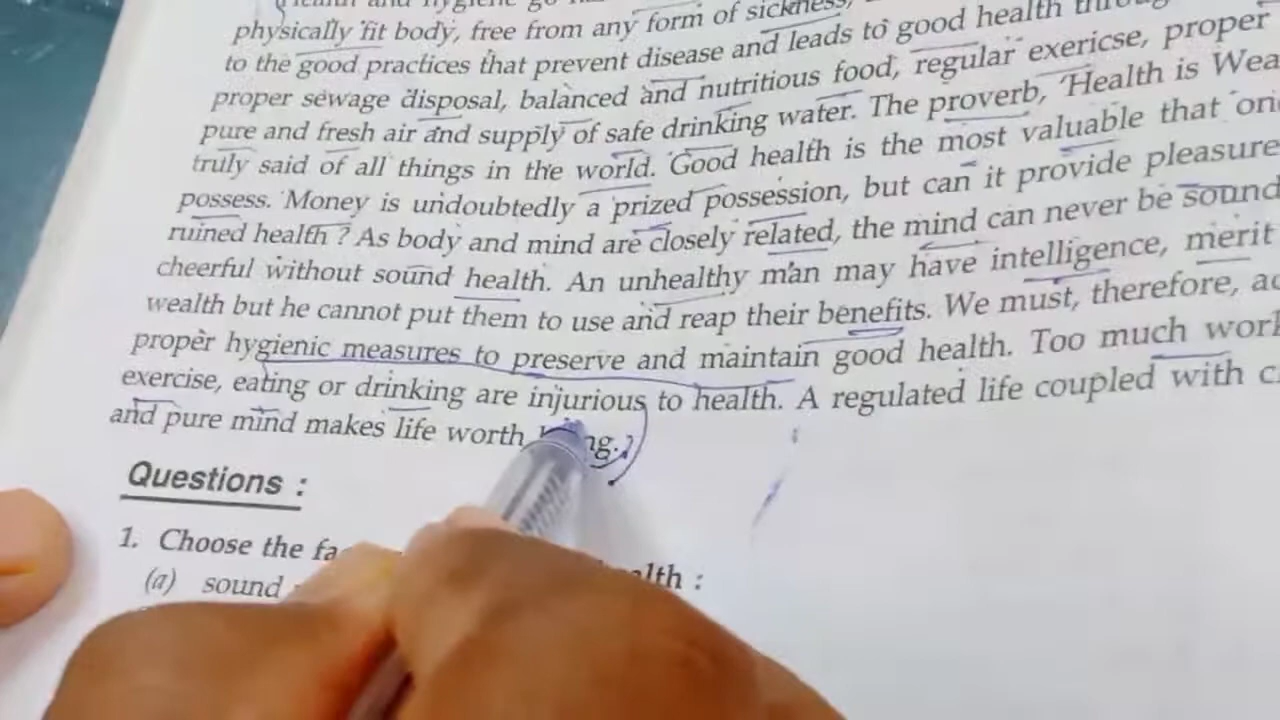 and hygiene go
physically fit body, free from any form of sickness,
to the good practices that prevent disease and leads to good health
proper sewage disposal, balanced and nutritious food, regular exericse, proper
pure and fresh air and supply of safe drinking water. The proverb, 'Health is
truly said of all things in the world. Good health is the most valuable that
possess. Money is undoubtedly a prized possession, but can it provide pleasure
ruined health ? As body and mind are closely related, the mind can never be sound
cheerful without sound health. An unhealthy man may have intelligence, merit
wealth but he cannot put them to use and reap their benefits. We must, therefore,
proper hygienic measures to preserve and maintain good health. Too much
exercise, eating or drinking are injurious to health. A regulated life coupled with
and pure mind makes life worth
Questions :
1. Choose the
(a) sound